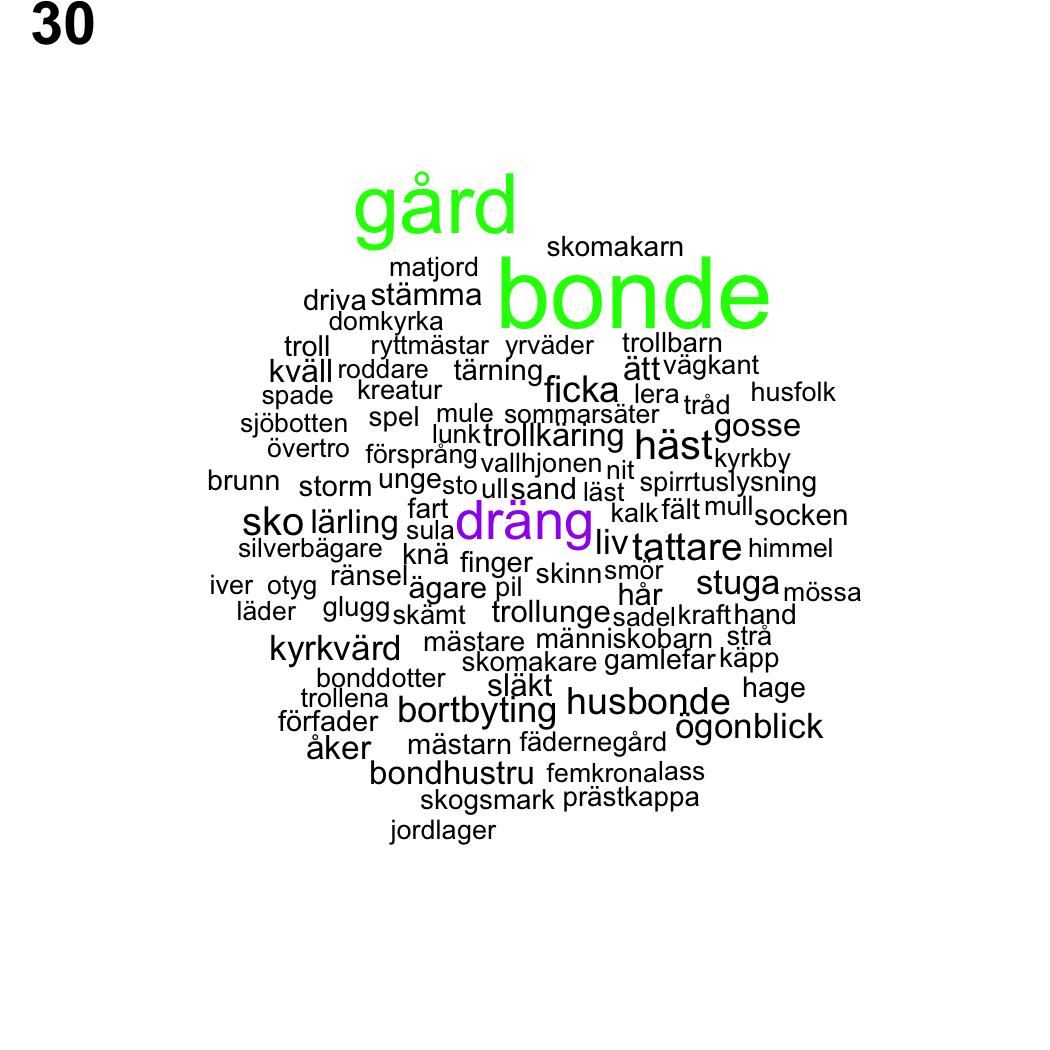 30
gård
skomakarn
matjord bonde
driva stämma
domkyrka
troll ryttmästar yrväder trollbarn
kväll roddare tärning ätt vägkant
spade kreatur ficka lera husfolk
sjöbotten spel mule sommarsäter tråd gosse
övertro lunk trollkäring häst
försprång vallhjonen nit kyrkby
brunn storm unge sto ull sand läst spirrtuslysning
fart kalk fält mull
sko lärling sula dräng socken
silverbägare knä liv tattare himmel
iver otyg ränsel ägare finger pil skinn smör stuga mössa
läder glugg skämt trollunge hår sadel kraft hand
kyrkvärd mästare människobarn strå
skomakare gamlefar käpp
bonddotter släkt hage
trollena bortbyting husbonde
förfader ögonblick
åker mästarn fädernegård
bondhustru femkrona lass
skogsmark prästkappa
jordlager